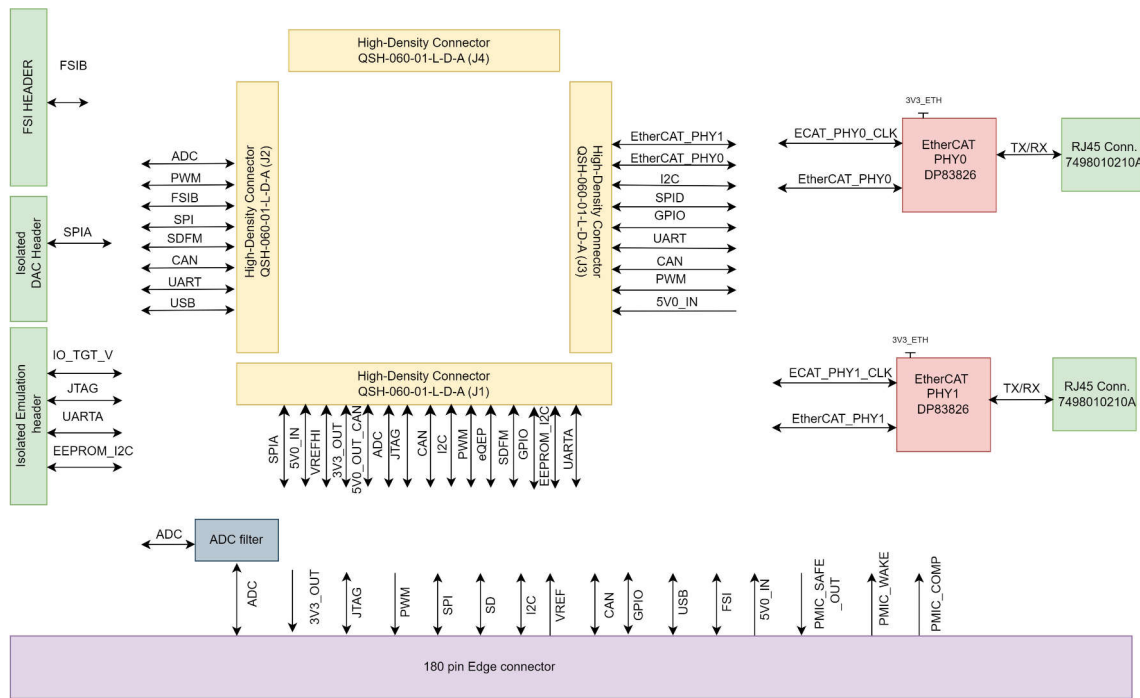 High-Density Connector
QSH-060-01-L-D-A (J4)
FSI HEADER
FSIB
High-Density Connector
QSH-060-01-L-D-A (J2)
ADC
PWM
FSIB
SPI
SDFM
CAN
UART
USB
High-Density Connector
QSH-060-01-L-D-A (J3)
EtherCAT_PHY1
EtherCAT_PHY0
I2C
SPID
GPIO
UART
CAN
PWM
5V0_IN
3V3_ETH
ECAT_PHY0_CLK
EtherCAT_PHY0
EtherCAT
PHY0
DP83826
TX/RX
RJ45 Conn.
7498010210A
Isolated
DAC Header
SPIA
Isolated Emulation
header
IO_TGT_V
JTAG
UARTA
EEPROM_I2C
High-Density Connector
QSH-060-01-L-D-A (J1)
SPIA
5V0_IN
VREFHI
3V3_OUT
5V0_OUT_CAN
ADC
JTAG
CAN
I2C
PWM
eQEP
SDFM
GPIO
EEPROM_I2C
UARTA
3V3_ETH
ECAT_PHY1_CLK
EtherCAT_PHY1
EtherCAT
PHY1
DP83826
TX/RX
RJ45 Conn.
7498010210A
ADC
ADC filter
ADC
3V3_OUT
JTAG
PWM
SPI
SD
I2C
VREF
CAN
GPIO
USB
FSI
5V0_IN
PMIC_SAFE
_OUT
PMIC_WAKE
PMIC_COMP
180 pin Edge connector